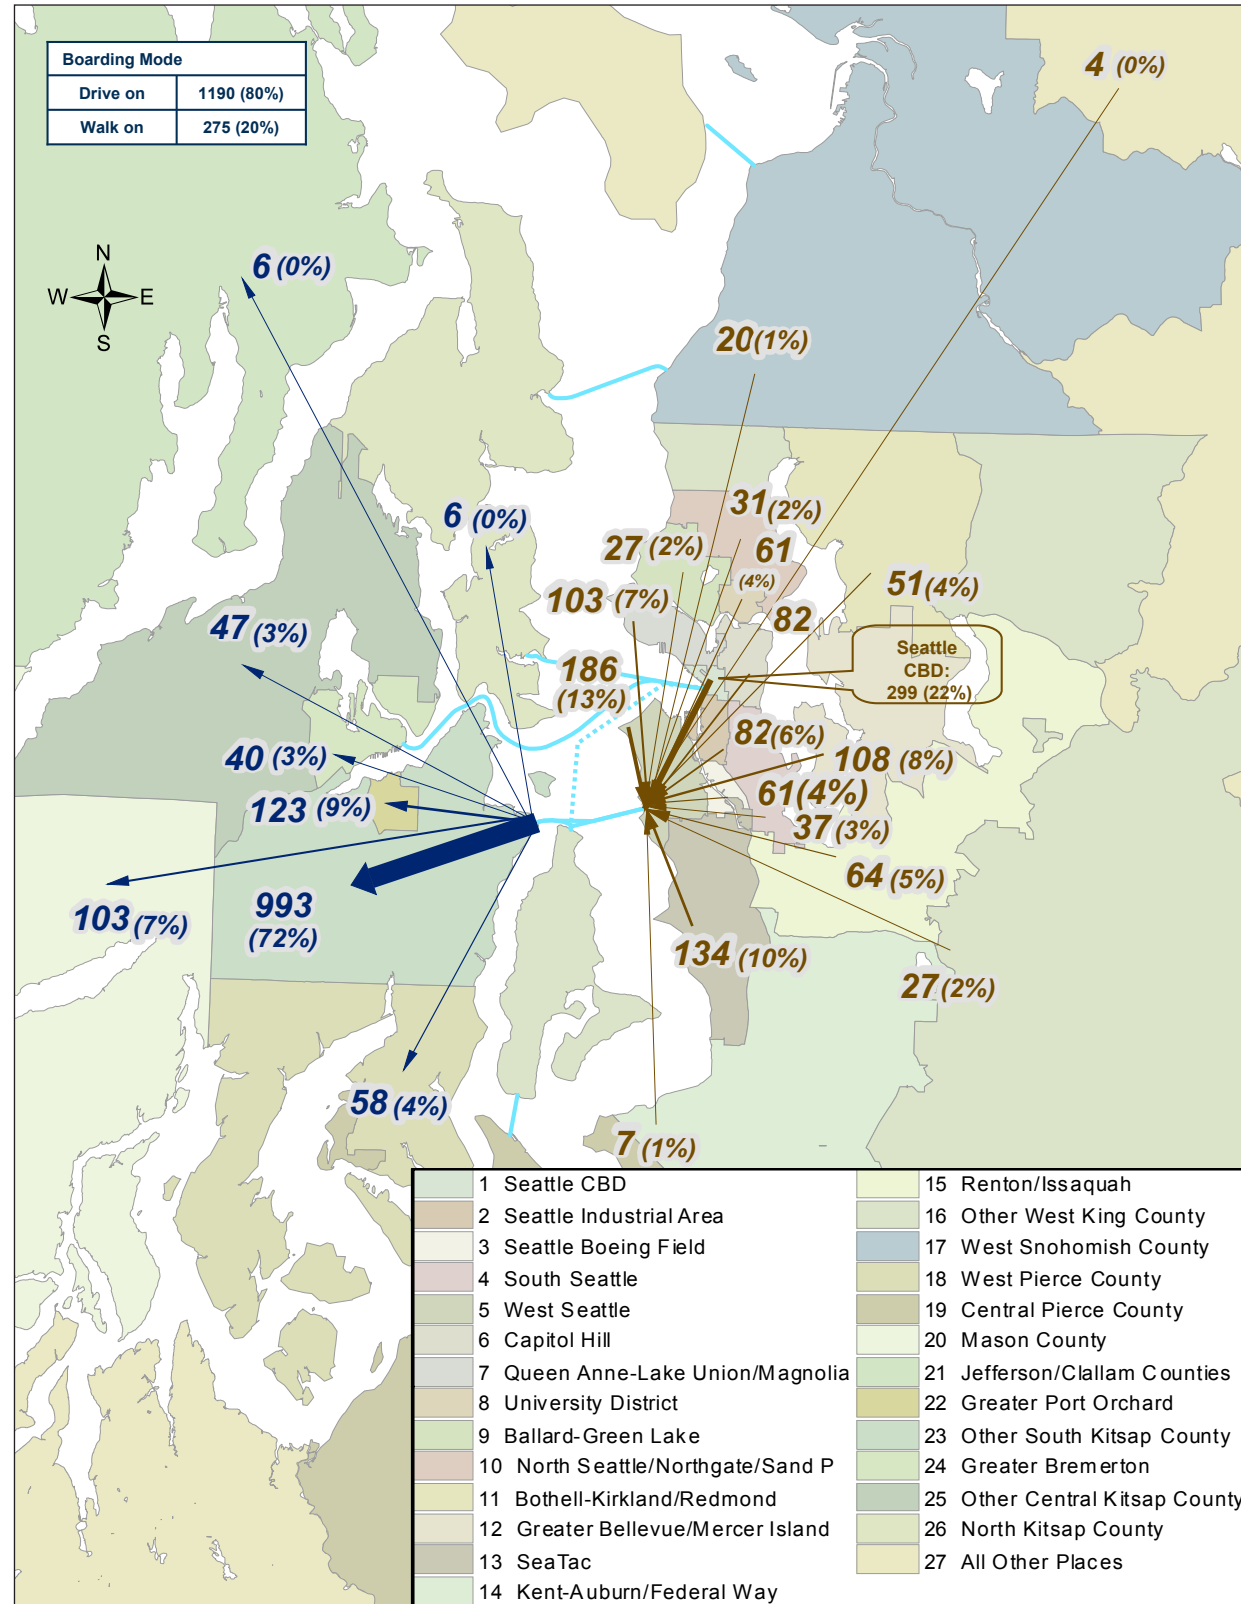 Boarding Mode
Drive on 1190 (80%)
Walk on 275 (20%)
4 (0%)
N
W E
S
6 (0%)
20 (1%)
31 (2%)
6 (0%)
27 (2%)
61
(4%)
103 (7%)
51 (4%)
82
47 (3%)
186
(13%)
Seattle
CBD:
299 (22%)
82 (6%)
40 (3%)
108 (8%)
123 (9%)
61 (4%)
37 (3%)
64 (5%)
103 (7%)
993
(72%)
134 (10%)
27 (2%)
58 (4%)
7 (1%)
1 Seattle CBD
2 Seattle Industrial Area
3 Seattle Boeing Field
4 South Seattle
5 West Seattle
6 Capitol Hill
7 Queen Anne-Lake Union/Magnolia
8 University District
9 Ballard-Green Lake
10 North Seattle/Northgate/Sand P
11 Bothell-Kirkland/Redmond
12 Greater Bellevue/Mercer Island
13 SeaTac
14 Kent-Auburn/Federal Way
15 Renton/Issaquah
16 Other West King County
17 West Snohomish County
18 West Pierce County
19 Central Pierce County
20 Mason County
21 Jefferson/Clallam Counties
22 Greater Port Orchard
23 Other South Kitsap County
24 Greater Bremerton
25 Other Central Kitsap County
26 North Kitsap County
27 All Other Places